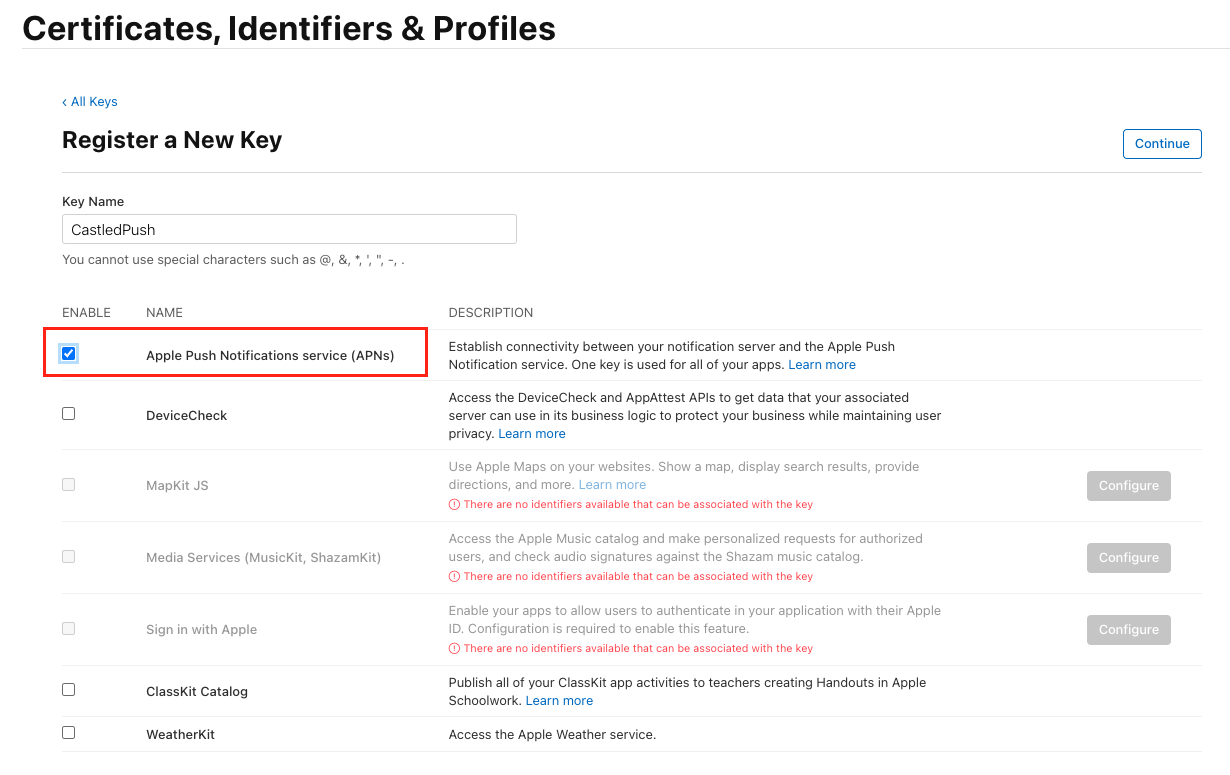 Certificates, Identifiers & Profiles
‹ All Keys
Register a New Key
Continue
Key Name
CastledPush
You cannot use special characters such as @, &, *, ', ", -, .
ENABLE NAME DESCRIPTION
Apple Push Notifications service (APNs)
Establish connectivity between your notification server and the Apple Push
Notification service. One key is used for all of your apps. Learn more
DeviceCheck
Access the DeviceCheck and AppAttest APIs to get data that your associated
server can use in its business logic to protect your business while maintaining user
privacy. Learn more
MapKit JS
Use Apple Maps on your websites. Show a map, display search results, provide
directions, and more. Learn more
There are no identifiers available that can be associated with the key
Configure
Media Services (MusicKit, ShazamKit)
Access the Apple Music catalog and make personalized requests for authorized
users, and check audio signatures against the Shazam music catalog.
There are no identifiers available that can be associated with the key
Configure
Sign in with Apple
Enable your apps to allow users to authenticate in your application with their Apple
ID. Configuration is required to enable this feature.
There are no identifiers available that can be associated with the key
Configure
ClassKit Catalog
Publish all of your ClassKit app activities to teachers creating Handouts in Apple
Schoolwork. Learn more
WeatherKit
Access the Apple Weather service.